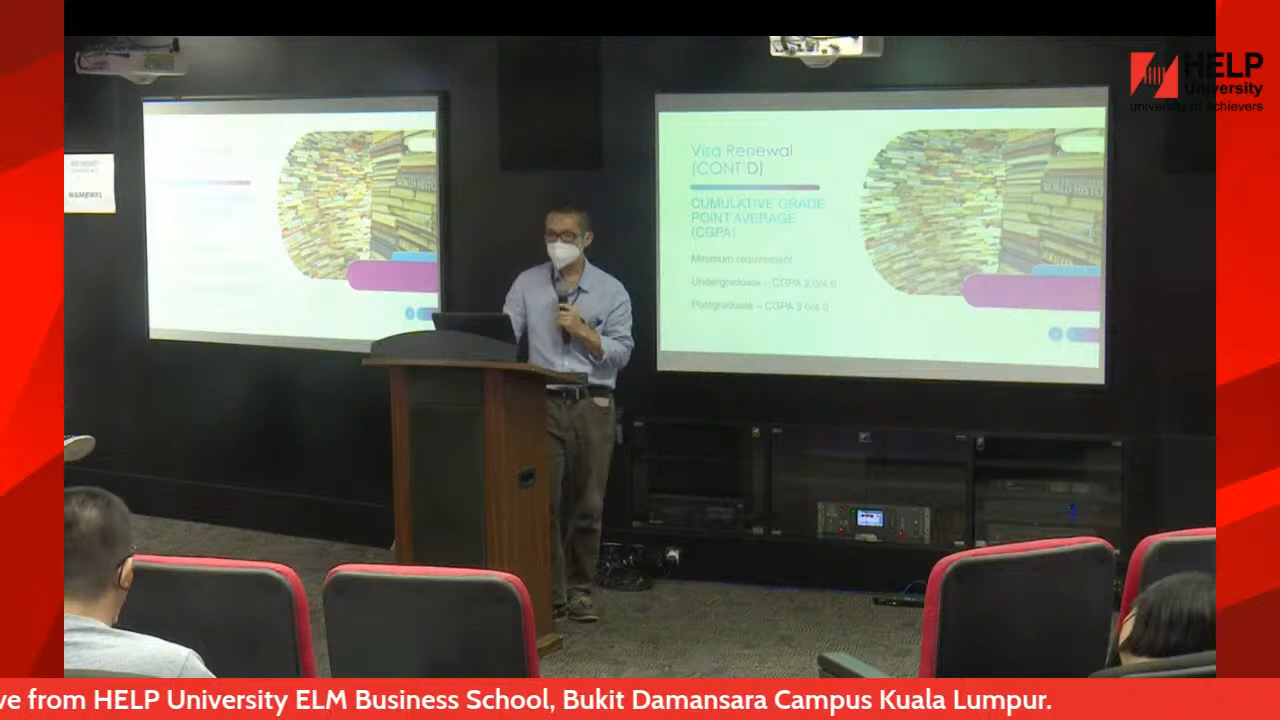 HELP
University
university of achievers
Visa Renewal
(CONT'D)
CUMULATIVE GRADE
POINT AVERAGE
(CGPA)
Minimum requirement
Undergraduate – CGPA 2.0/4.0
Postgraduate – CGPA 3.0/4.0
WORLD HISTORY
ve from HELP University ELM Business School, Bukit Damansara Campus Kuala Lumpur.